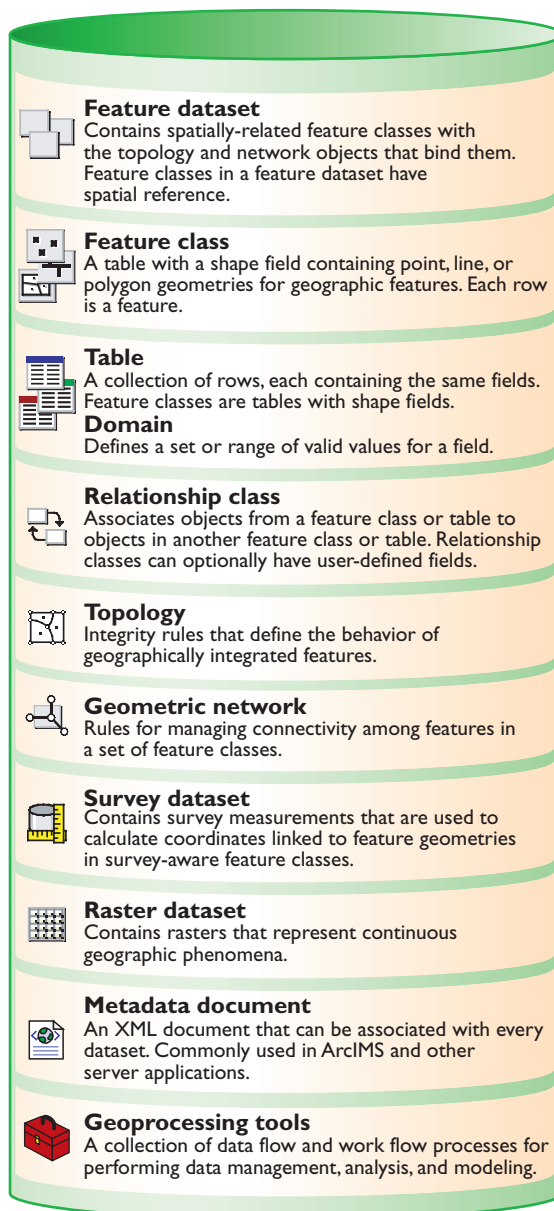 Feature dataset
Contains spatially-related feature classes with
the topology and network objects that bind them.
Feature classes in a feature dataset have
spatial reference.
Feature class
A table with a shape field containing point, line, or
polygon geometries for geographic features. Each row
is a feature.
Table
A collection of rows, each containing the same fields.
Feature classes are tables with shape fields.
Domain
Defines a set or range of valid values for a field.
Relationship class
Associates objects from a feature class or table to
objects in another feature class or table. Relationship
classes can optionally have user-defined fields.
Topology
Integrity rules that define the behavior of
geographically integrated features.
Geometric network
Rules for managing connectivity among features in
a set of feature classes.
Survey dataset
Contains survey measurements that are used to
calculate coordinates linked to feature geometries
in survey-aware feature classes.
Raster dataset
Contains rasters that represent continuous
geographic phenomena.
Metadata document
An XML document that can be associated with every
dataset. Commonly used in ArcIMS and other
server applications.
Geoprocessing tools
A collection of data flow and work flow processes for
performing data management, analysis, and modeling.